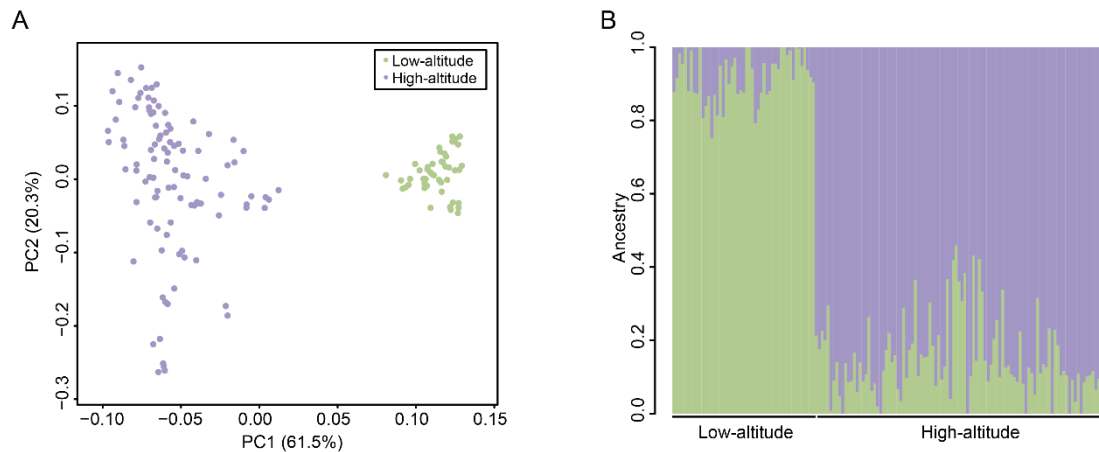 A
Low-altitude
High-altitude
0.1
0.0
−0.1
−0.2
−0.3
PC2 (20.3%)
−0.10
−0.05
0.00
0.05
0.10
0.15
PC1 (61.5%)
B
1.0
0.8
0.6
0.4
0.2
0.0
Ancestry
Low-altitude
High-altitude